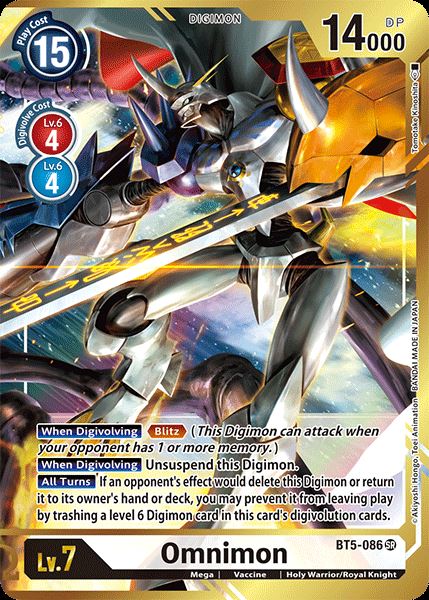 Play Cost
15
DIGIMON
DP
14000
Digivolve Cost
Lv.6
4
Lv.6
4
Tomotake Kinoshita
©Akiyoshi Hongo, Toei Animation BANDAI MADE IN JAPAN
When Digivolving Blitz (This Digimon can attack when
your opponent has 1 or more memory.)
When Digivolving Unsuspend this Digimon.
All Turns If an opponent's effect would delete this Digimon or return
it to its owner's hand or deck, you may prevent it from leaving play
by trashing a level 6 Digimon card in this card's digivolution cards.
Lv.7
Omnimon
BT5-086 SR
Mega | Vaccine | Holy Warrior/Royal Knight